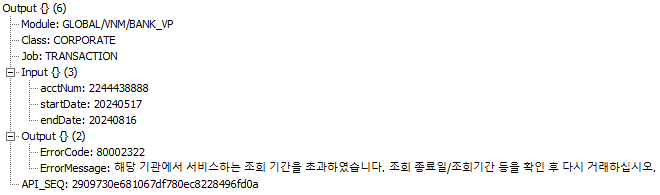 Output {} (6)
Module: GLOBAL/VNM/BANK_VP
Class: CORPORATE
Job: TRANSACTION
Input {} (3)
acctNum: 2244438888
startDate: 20240517
endDate: 20240816
Output {} (2)
ErrorCode: 80002322
ErrorMessage: 해당 기관에서 서비스하는 조회 기간을 초과하였습니다. 조회 종료일/조회기간 등을 확인 후 다시 거래하십시오.
API_SEQ: 2909730e681067df780ec8228496fd0a